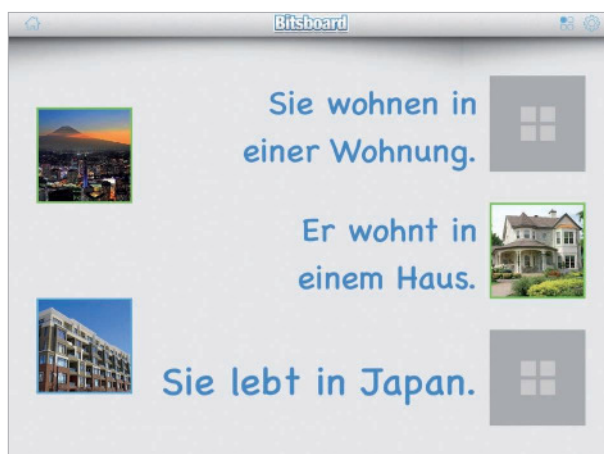 Bitsboard
Sie wohnen in
einer Wohnung.
Er wohnt in
einem Haus.
Sie lebt in Japan.